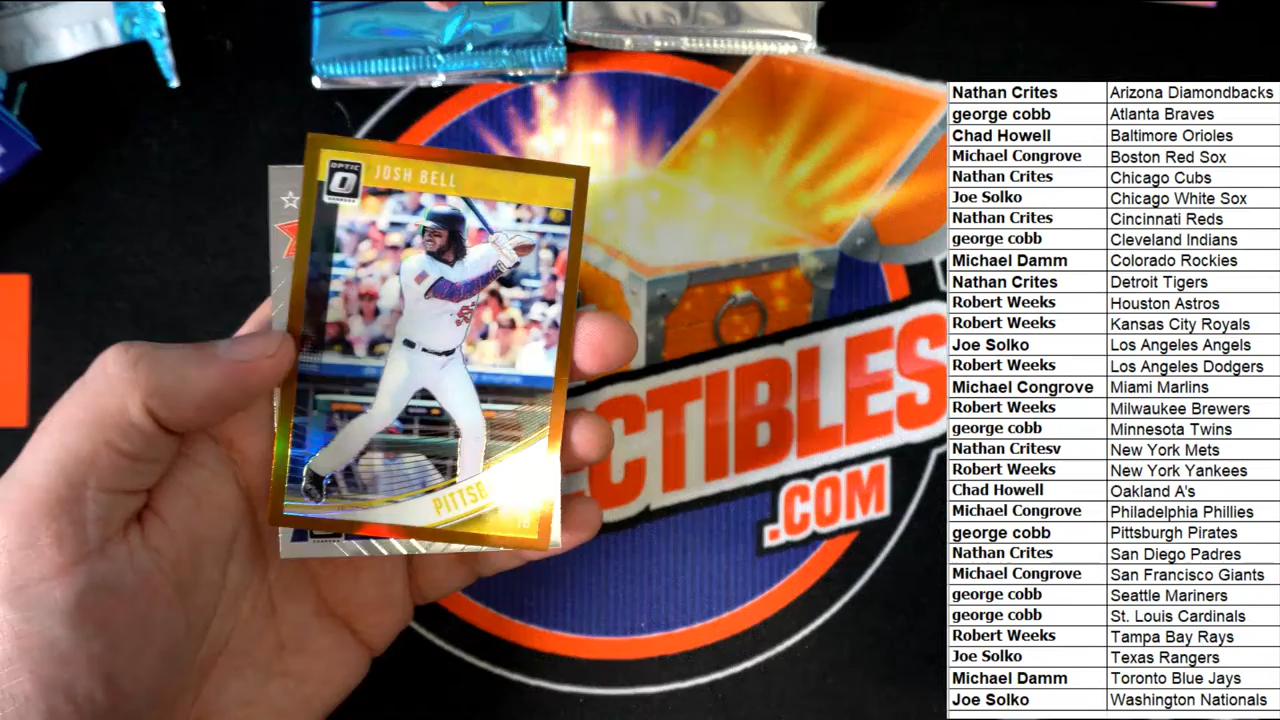 OPTIC
DONRUSS
JOSH BELL
PITTSB
1B
CTIBLES
.COM
Nathan Crites Arizona Diamondbacks
george cobb Atlanta Braves
Chad Howell Baltimore Orioles
Michael Congrove Boston Red Sox
Nathan Crites Chicago Cubs
Joe Solko Chicago White Sox
Nathan Crites Cincinnati Reds
george cobb Cleveland Indians
Michael Damm Colorado Rockies
Nathan Crites Detroit Tigers
Robert Weeks Houston Astros
Robert Weeks Kansas City Royals
Joe Solko Los Angeles Angels
Robert Weeks Los Angeles Dodgers
Michael Congrove Miami Marlins
Robert Weeks Milwaukee Brewers
george cobb Minnesota Twins
Nathan Critesv New York Mets
Robert Weeks New York Yankees
Chad Howell Oakland A's
Michael Congrove Philadelphia Phillies
george cobb Pittsburgh Pirates
Nathan Crites San Diego Padres
Michael Congrove San Francisco Giants
george cobb Seattle Mariners
george cobb St. Louis Cardinals
Robert Weeks Tampa Bay Rays
Joe Solko Texas Rangers
Michael Damm Toronto Blue Jays
Joe Solko Washington Nationals